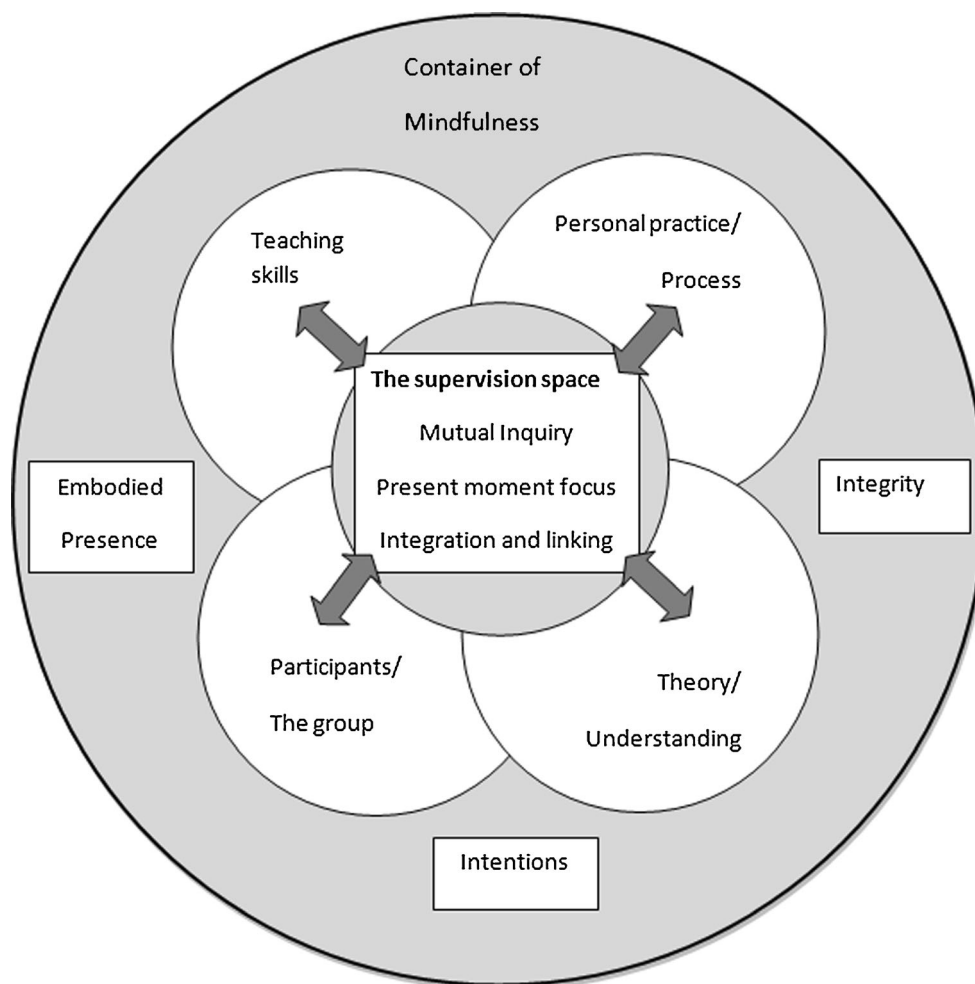 Container of
Mindfulness
Teaching
skills
Personal practice/
Process
The supervision space
Mutual Inquiry
Present moment focus
Integration and linking
Embodied
Presence
Integrity
Participants/
The group
Theory/
Understanding
Intentions